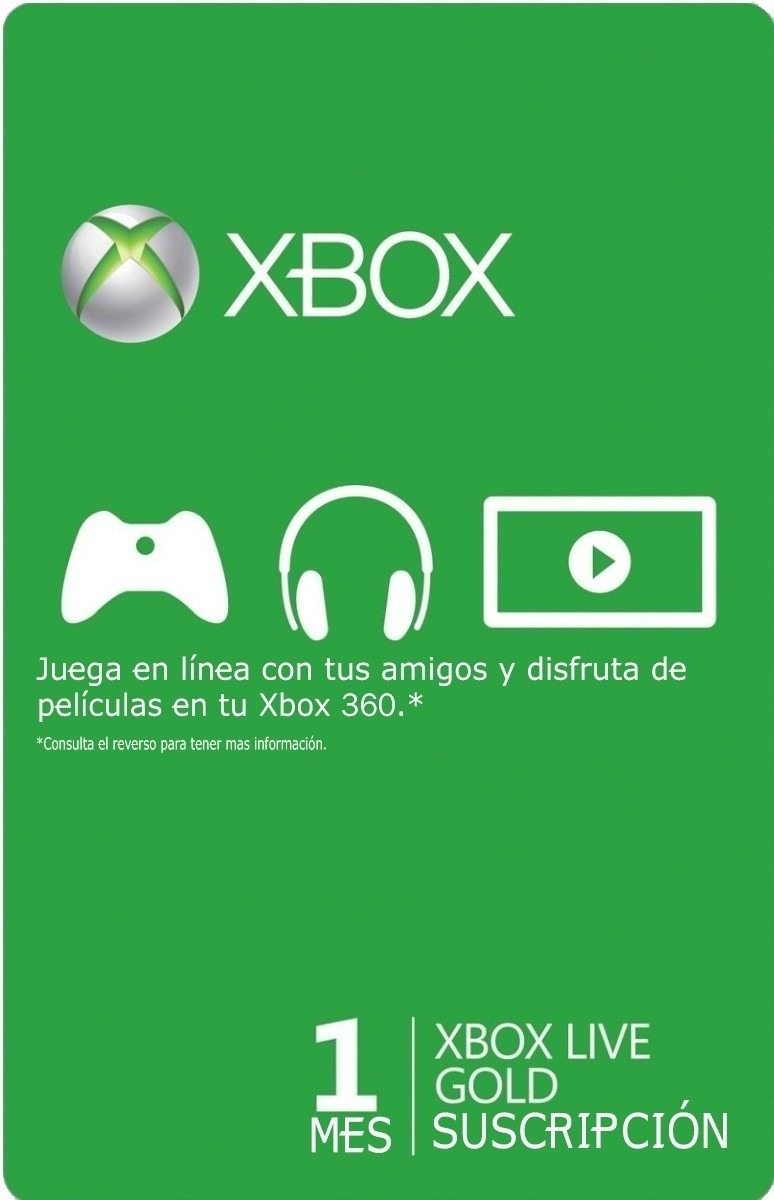 XBOX
Juega en línea con tus amigos y disfruta de
películas en tu Xbox 360.*
*Consulta el reverso para tener mas información.
1
MES
XBOX LIVE
GOLD
SUSCRIPCIÓN